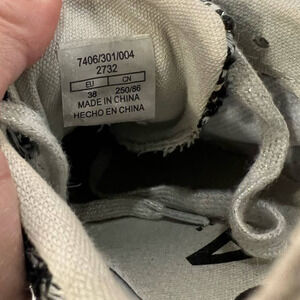 7406/301/004
2732
EU CN
38 250/86
MADE IN CHINA
HECHO EN CHINA